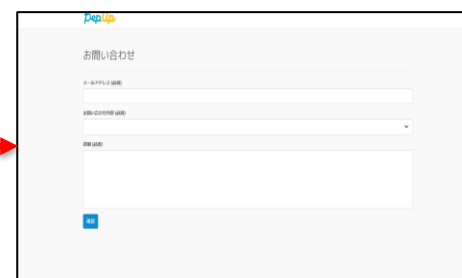 PepUp
お問い合わせ
メールアドレス (必須)
お問い合わせ内容 (必須)
詳細 (必須)
確認